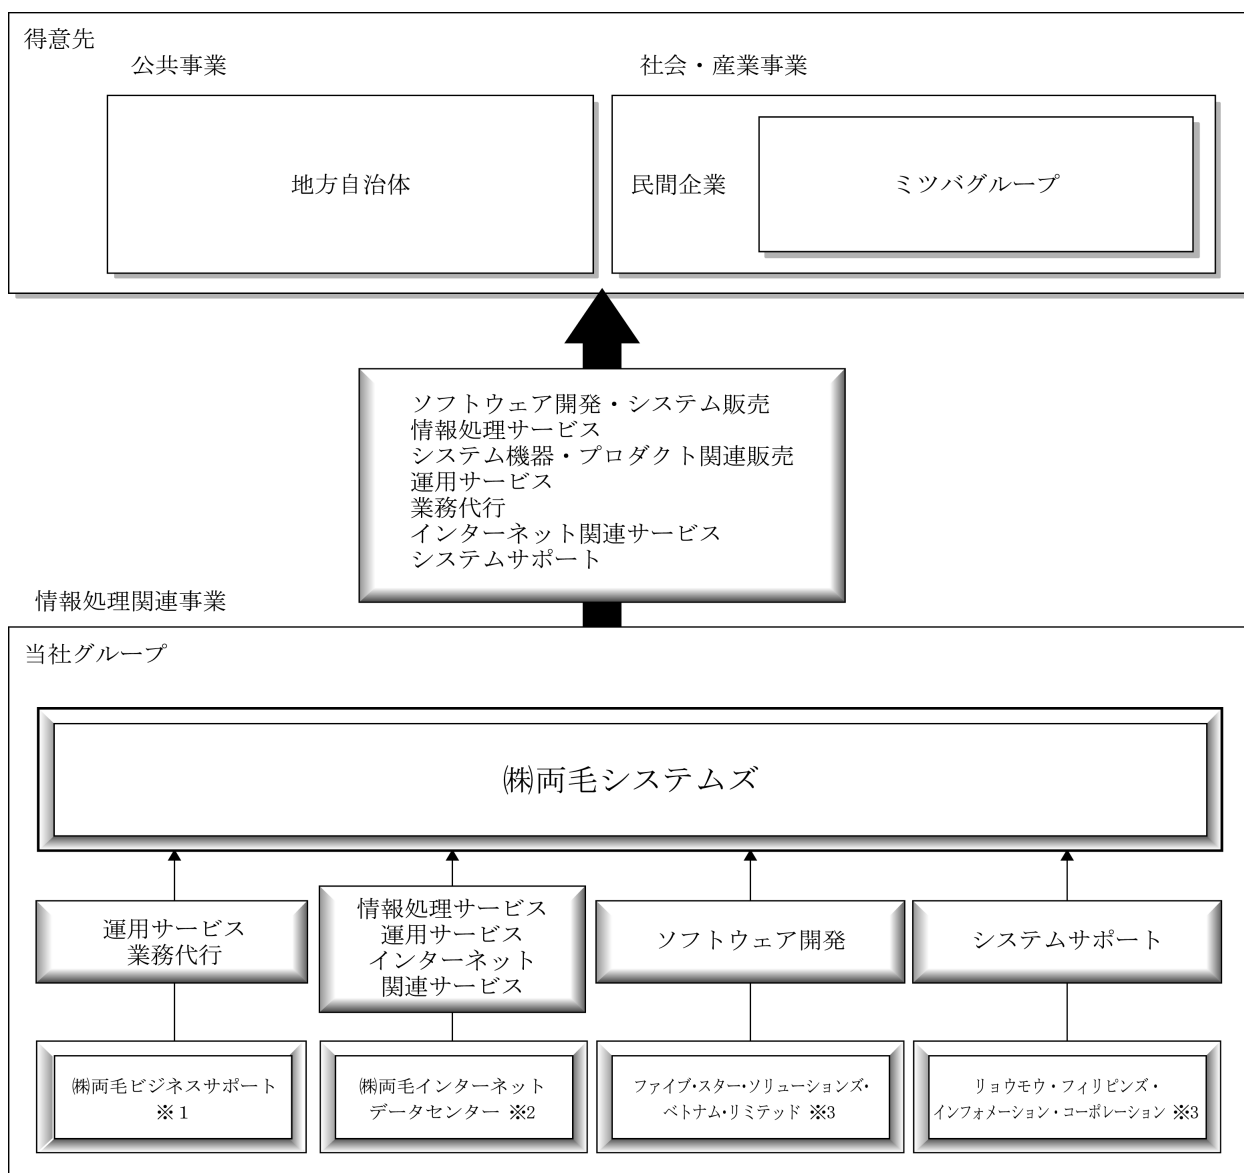 得意先
公共事業
社会・産業事業
地方自治体
民間企業
ミツバグループ
ソフトウェア開発・システム販売
情報処理サービス
システム機器・プロダクト関連販売
運用サービス
業務代行
インターネット関連サービス
システムサポート
情報処理関連事業
当社グループ
㈱両毛システムズ
運用サービス
業務代行
情報処理サービス
運用サービス
インターネット
関連サービス
ソフトウェア開発
システムサポート
㈱両毛ビジネスサポート
※1
㈱両毛インターネット
データセンター ※2
ファイブ・スター・ソリューションズ・
ベトナム・リミテッド ※3
リョウモウ・フィリピンズ・
インフォメーション・コーポレーション ※3